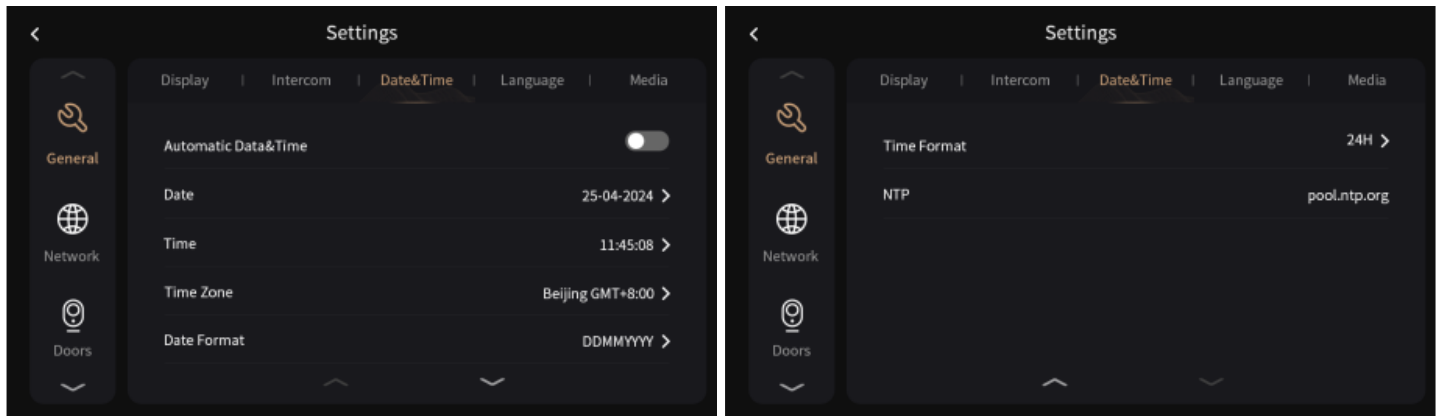 Settings
Display | Intercom | Date&Time | Language | Media
General
Network
Doors
Automatic Data&Time
Date 25-04-2024
Time 11:45:08
Time Zone Beijing GMT+8:00
Date Format DDMMYYYY
Settings
Display | Intercom | Date&Time | Language | Media
General
Network
Doors
Time Format 24H
NTP pool.ntp.org